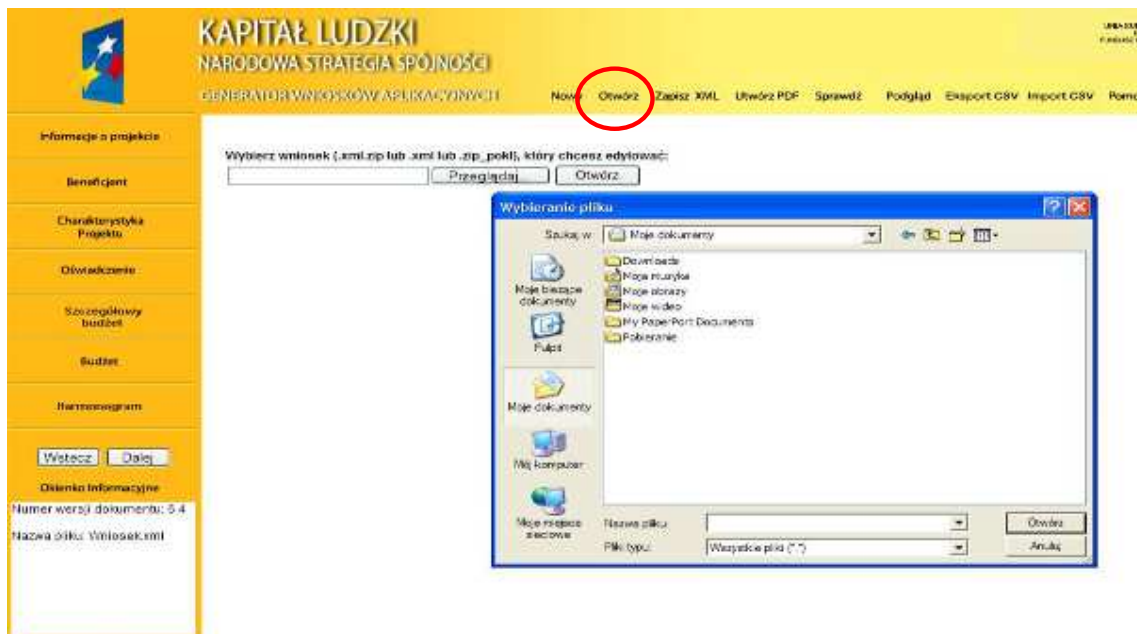 KAPITAŁ LUDZKI
NARODOWA STRATEGIA SPÓJNOŚCI
GENERATOR WNIOSKÓW APLIKACYJNYCH
Nowy Otwórz Zapisz XML Utwórz PDF Sprawdź Podgląd Eksport CSV Import CSV
Informacje o projekcie
Beneficjent
Charakterystyka
Projektu
Oświadczenie
Szczegółowy
budżet
Budżet
Harmonogram
Wstecz Dalej
Okienko Informacyjne
Numer wersji dokumentu: 6.4
Nazwa pliku: Wniosek.xml
Wybierz wniosek (.xml.zip lub .xml lub .zip_pokl), który chcesz edytować:
Przeglądaj... Otwórz
Wybieranie pliku
Szukaj w: Moje dokumenty
Moje bieżące
dokumenty
Pulpit
Moje dokumenty
Mój komputer
Moje miejsca
sieciowe
Downloads
Moja muzyka
Moje obrazy
Moje wideo
My PaperPort Documents
Pobieranie
Nazwa pliku: Otwórz
Pliki typu: Wszystkie pliki (*.*) Anuluj